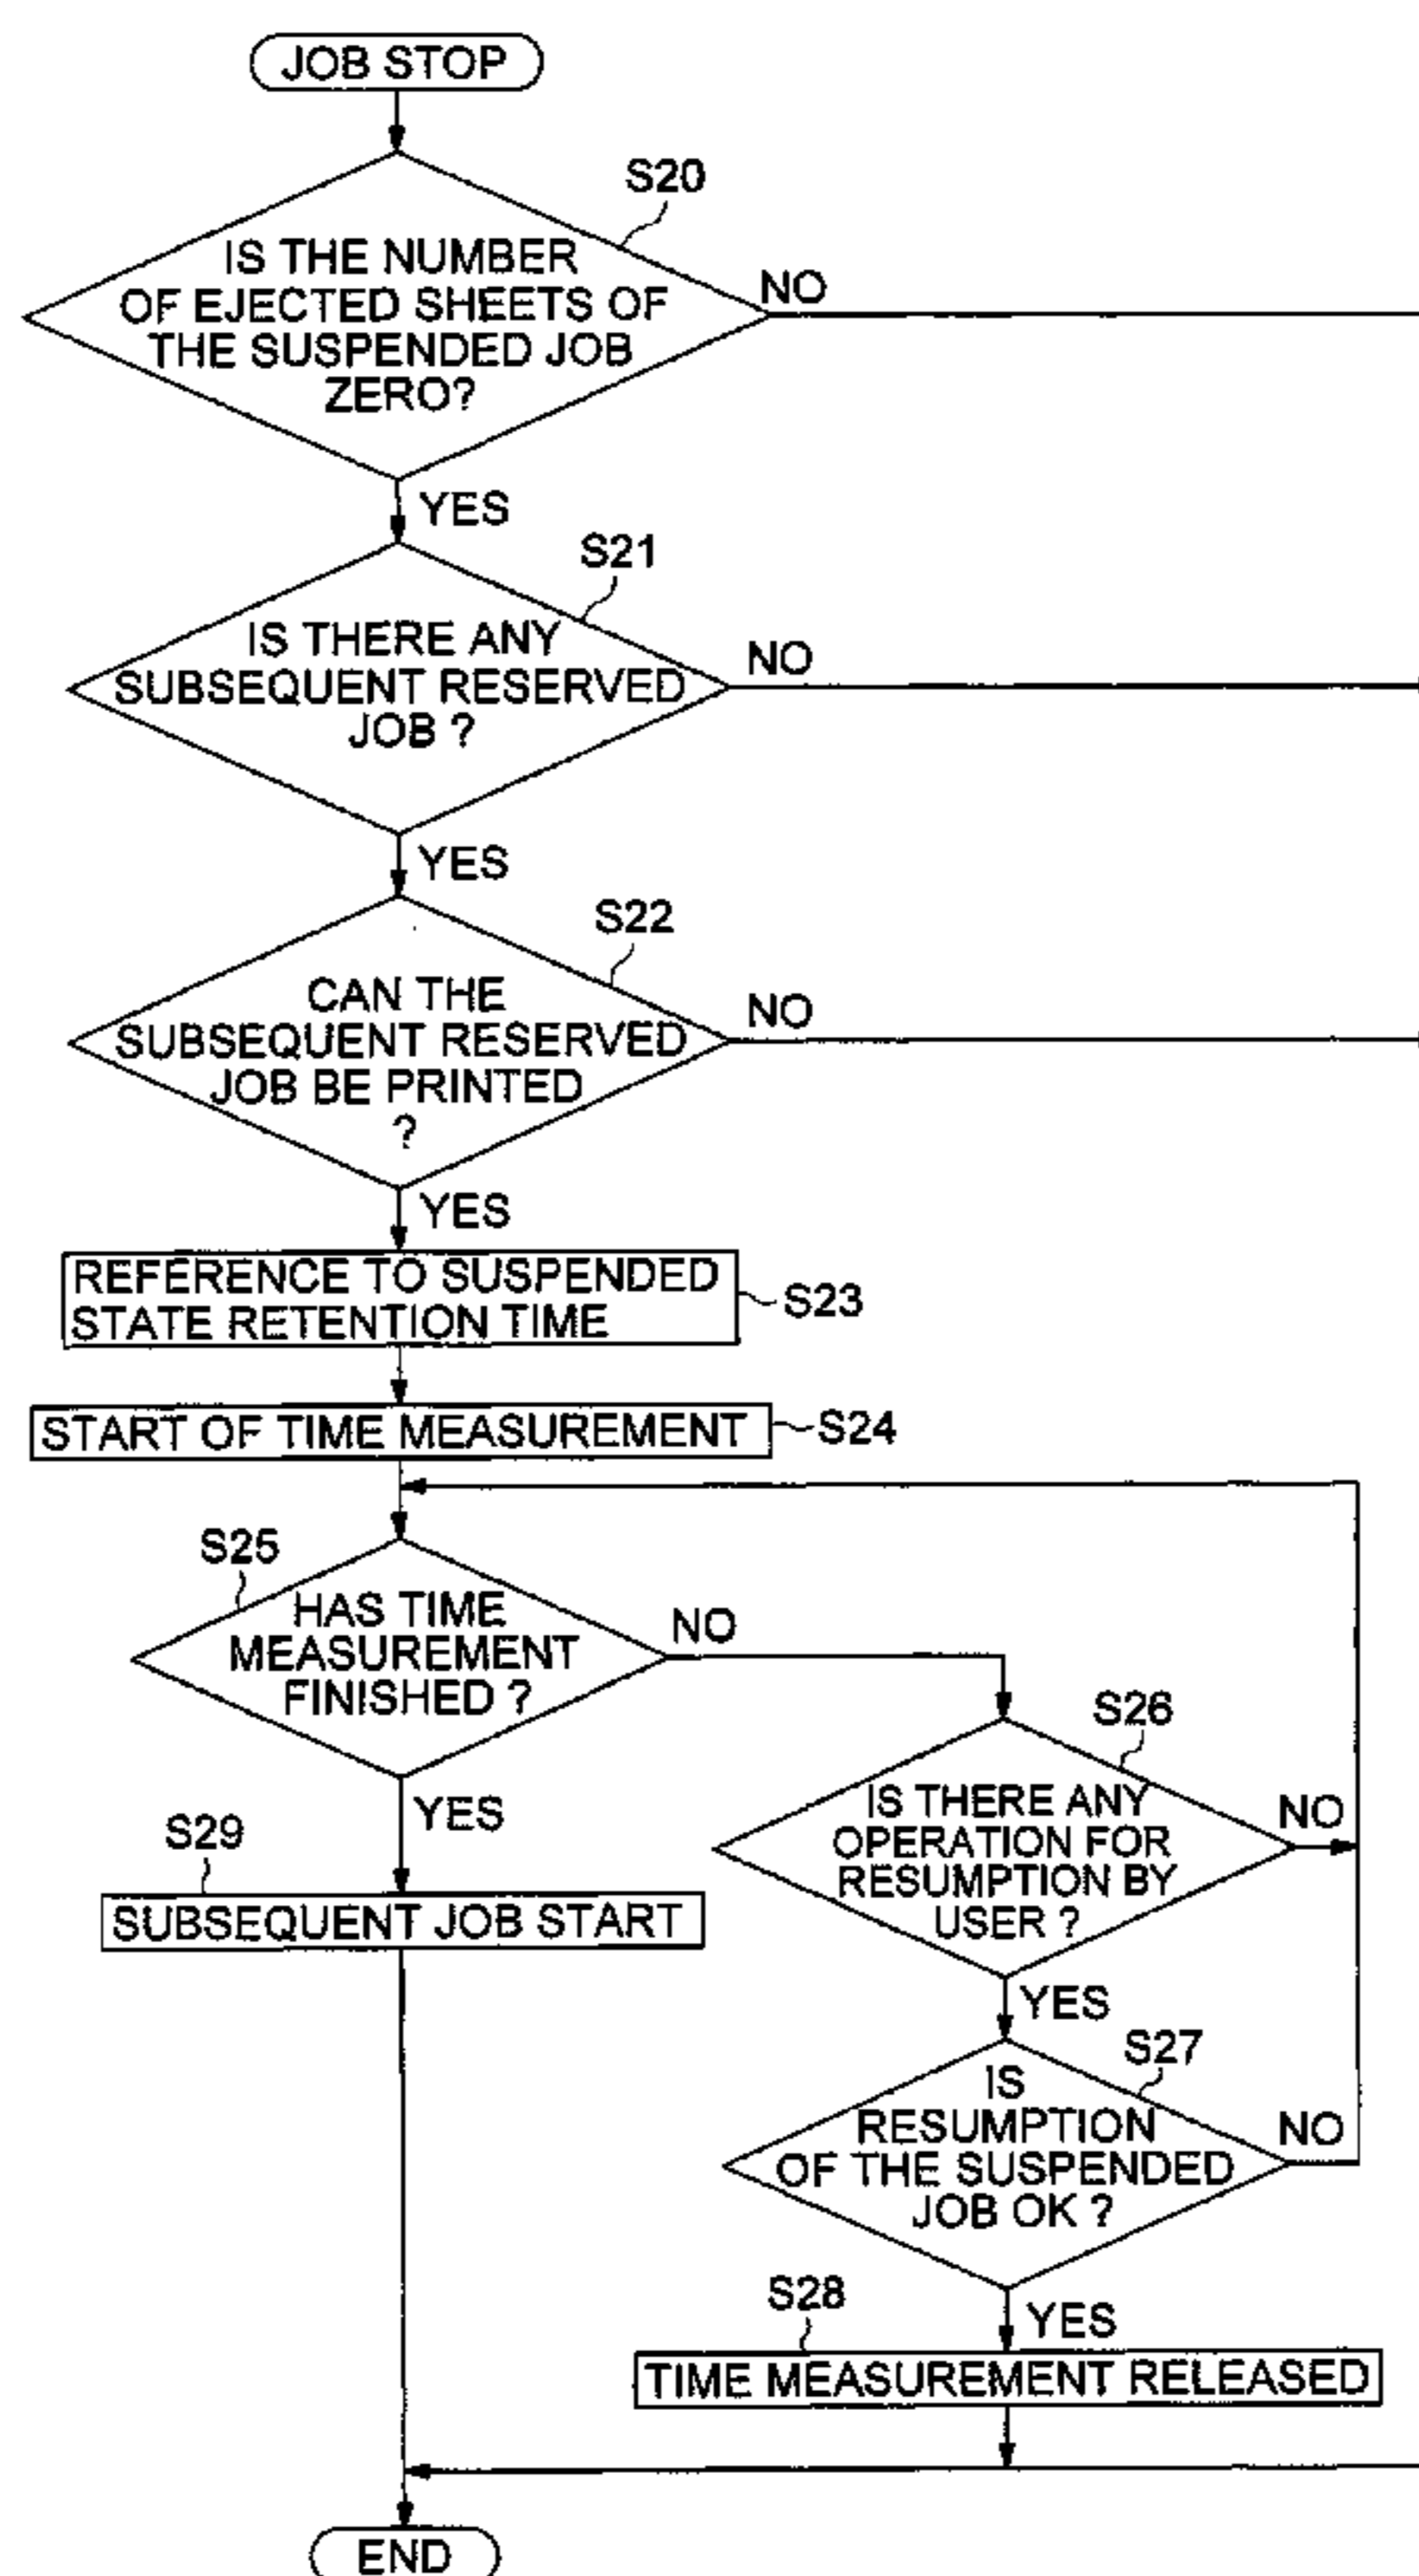 JOB STOP
S20
IS THE NUMBER
OF EJECTED SHEETS OF
THE SUSPENDED JOB
ZERO?
NO
YES
S21
IS THERE ANY
SUBSEQUENT RESERVED
JOB ?
NO
YES
S22
CAN THE
SUBSEQUENT RESERVED
JOB BE PRINTED
?
NO
YES
REFERENCE TO SUSPENDED
STATE RETENTION TIME
S23
START OF TIME MEASUREMENT
S24
S25
HAS TIME
MEASUREMENT
FINISHED ?
NO
YES
S26
IS THERE ANY
OPERATION FOR
RESUMPTION BY
USER ?
NO
YES
S29
SUBSEQUENT JOB START
S27
IS
RESUMPTION
OF THE SUSPENDED
JOB OK ?
NO
YES
S28
TIME MEASUREMENT RELEASED
END